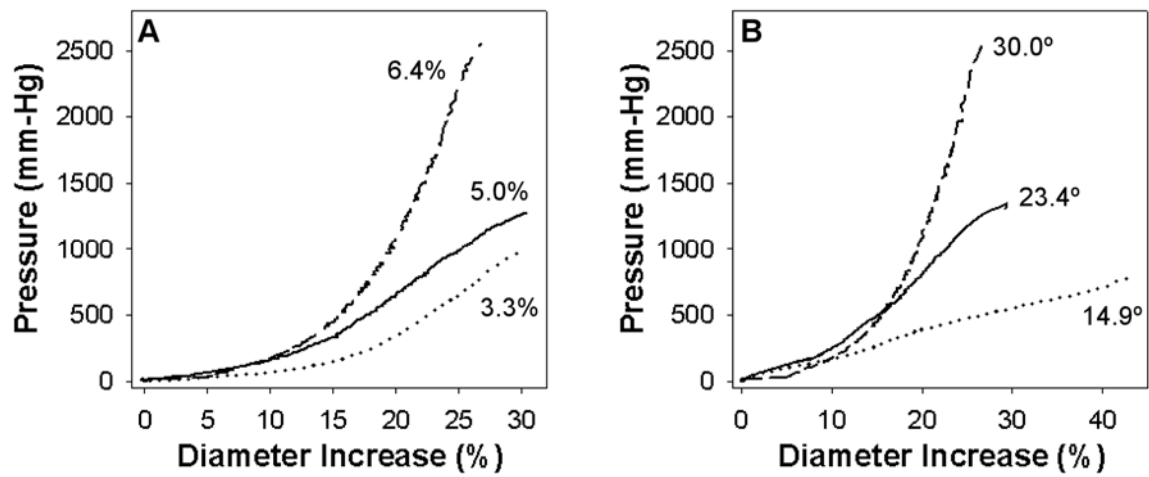 A
Pressure (mm-Hg)
2500
2000
1500
1000
500
0
6.4%
5.0%
3.3%
0 5 10 15 20 25 30
Diameter Increase (%)
B
Pressure (mm-Hg)
2500
2000
1500
1000
500
0
30.0º
23.4º
14.9º
0 10 20 30 40
Diameter Increase (%)